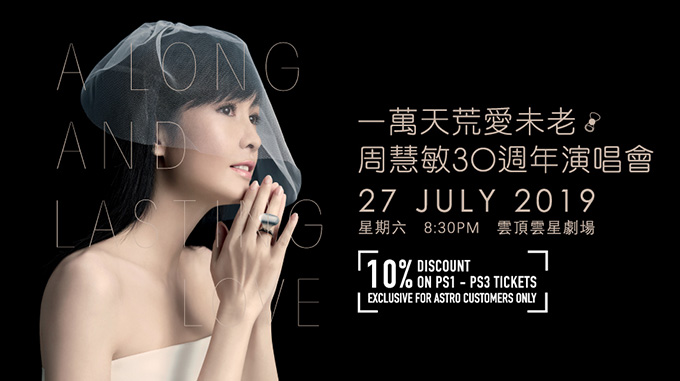 A LONG
AND
LASTING
LOVE
一萬天荒愛未老
周慧敏30週年演唱會
27 JULY 2019
星期六 8:30PM 雲頂雲星劇場
10% DISCOUNT
ON PS1 - PS3 TICKETS
EXCLUSIVE FOR ASTRO CUSTOMERS ONLY